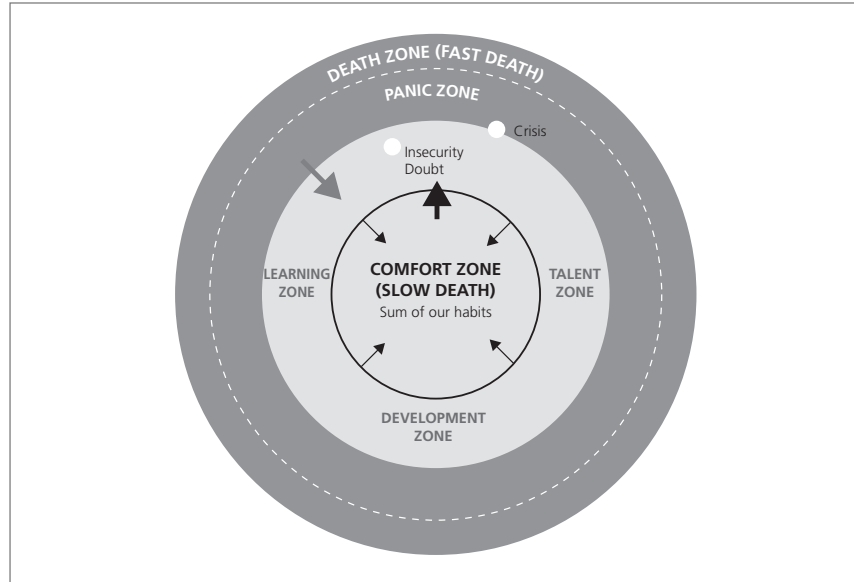 DEATH ZONE (FAST DEATH)
PANIC ZONE
Crisis
Insecurity
Doubt
LEARNING
ZONE
COMFORT ZONE
(SLOW DEATH)
Sum of our habits
TALENT
ZONE
DEVELOPMENT
ZONE